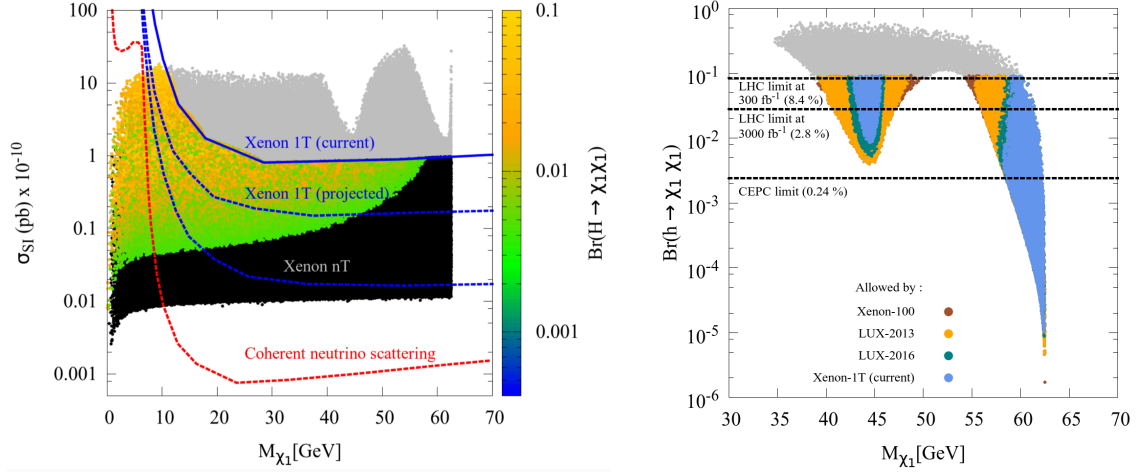 100
10
1
0.1
0.01
0.001
σSI (pb) x 10⁻¹⁰
Xenon 1T (current)
Xenon 1T (projected)
Xenon nT
Coherent neutrino scattering
0 10 20 30 40 50 60 70
Mχ₁[GeV]
0.1
0.01
0.001
Br(H → χ₁χ₁)
10⁰
10⁻¹
10⁻²
10⁻³
10⁻⁴
10⁻⁵
10⁻⁶
Br(h → χ₁ χ₁)
LHC limit at
300 fb⁻¹ (8.4 %)
LHC limit at
3000 fb⁻¹ (2.8 %)
CEPC limit (0.24 %)
Allowed by :
Xenon-100
LUX-2013
LUX-2016
Xenon-1T (current)
30 35 40 45 50 55 60 65 70
Mχ₁[GeV]